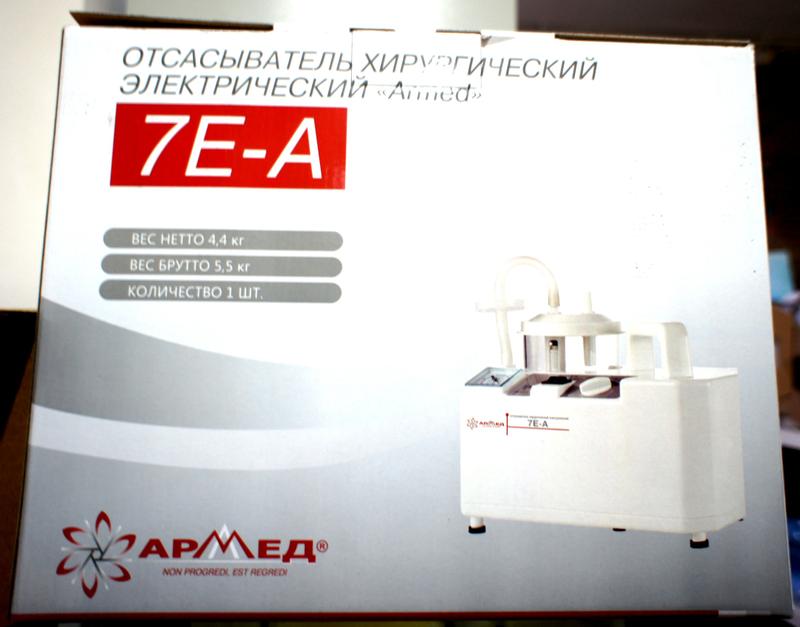 ОТСАСЫВАТЕЛЬ ХИРУРГИЧЕСКИЙ
ЭЛЕКТРИЧЕСКИЙ «Armed»
7E-A
ВЕС НЕТТО 4,4 кг
ВЕС БРУТТО 5,5 кг
КОЛИЧЕСТВО 1 ШТ.
АРМЕД
7E-A
АРМЕД®
NON PROGREDI, EST REGREDI